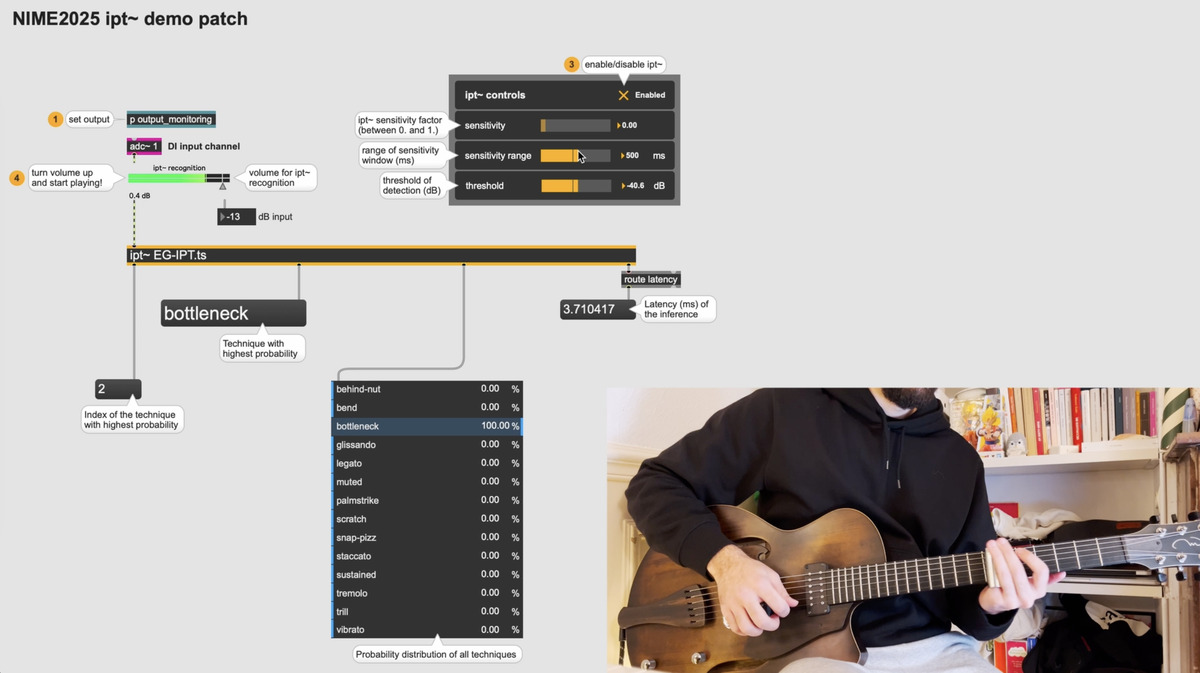 NIME2025 ipt~ demo patch
3
enable/disable ipt~
ipt~ controls
Enabled
1
set output
p output_monitoring
ipt~ sensitivity factor
(between 0. and 1.)
sensitivity
0.00
adc~ 1
DI input channel
range of sensitivity
window (ms)
sensitivity range
500
ms
4
turn volume up
and start playing!
ipt~ recognition
volume for ipt~
recognition
threshold of
detection (dB)
threshold
-40.6
dB
0.4 dB
-13
dB input
ipt~ EG-IPT.ts
route latency
bottleneck
3.710417
Latency (ms) of
the inference
Technique with
highest probability
2
Index of the technique
with highest probability
behind-nut 0.00 %
bend 0.00 %
bottleneck 100.00 %
glissando 0.00 %
legato 0.00 %
muted 0.00 %
palmstrike 0.00 %
scratch 0.00 %
snap-pizz 0.00 %
staccato 0.00 %
sustained 0.00 %
tremolo 0.00 %
trill 0.00 %
vibrato 0.00 %
Probability distribution of all techniques